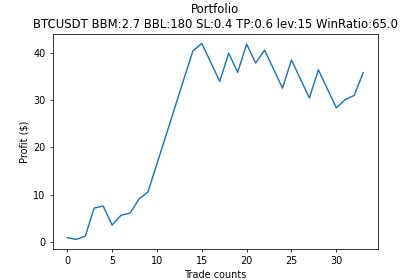 Portfolio
BTCUSDT BBM:2.7 BBL:180 SL:0.4 TP:0.6 lev:15 WinRatio:65.0
40
30
20
10
0
Profit ($)
0 5 10 15 20 25 30
Trade counts